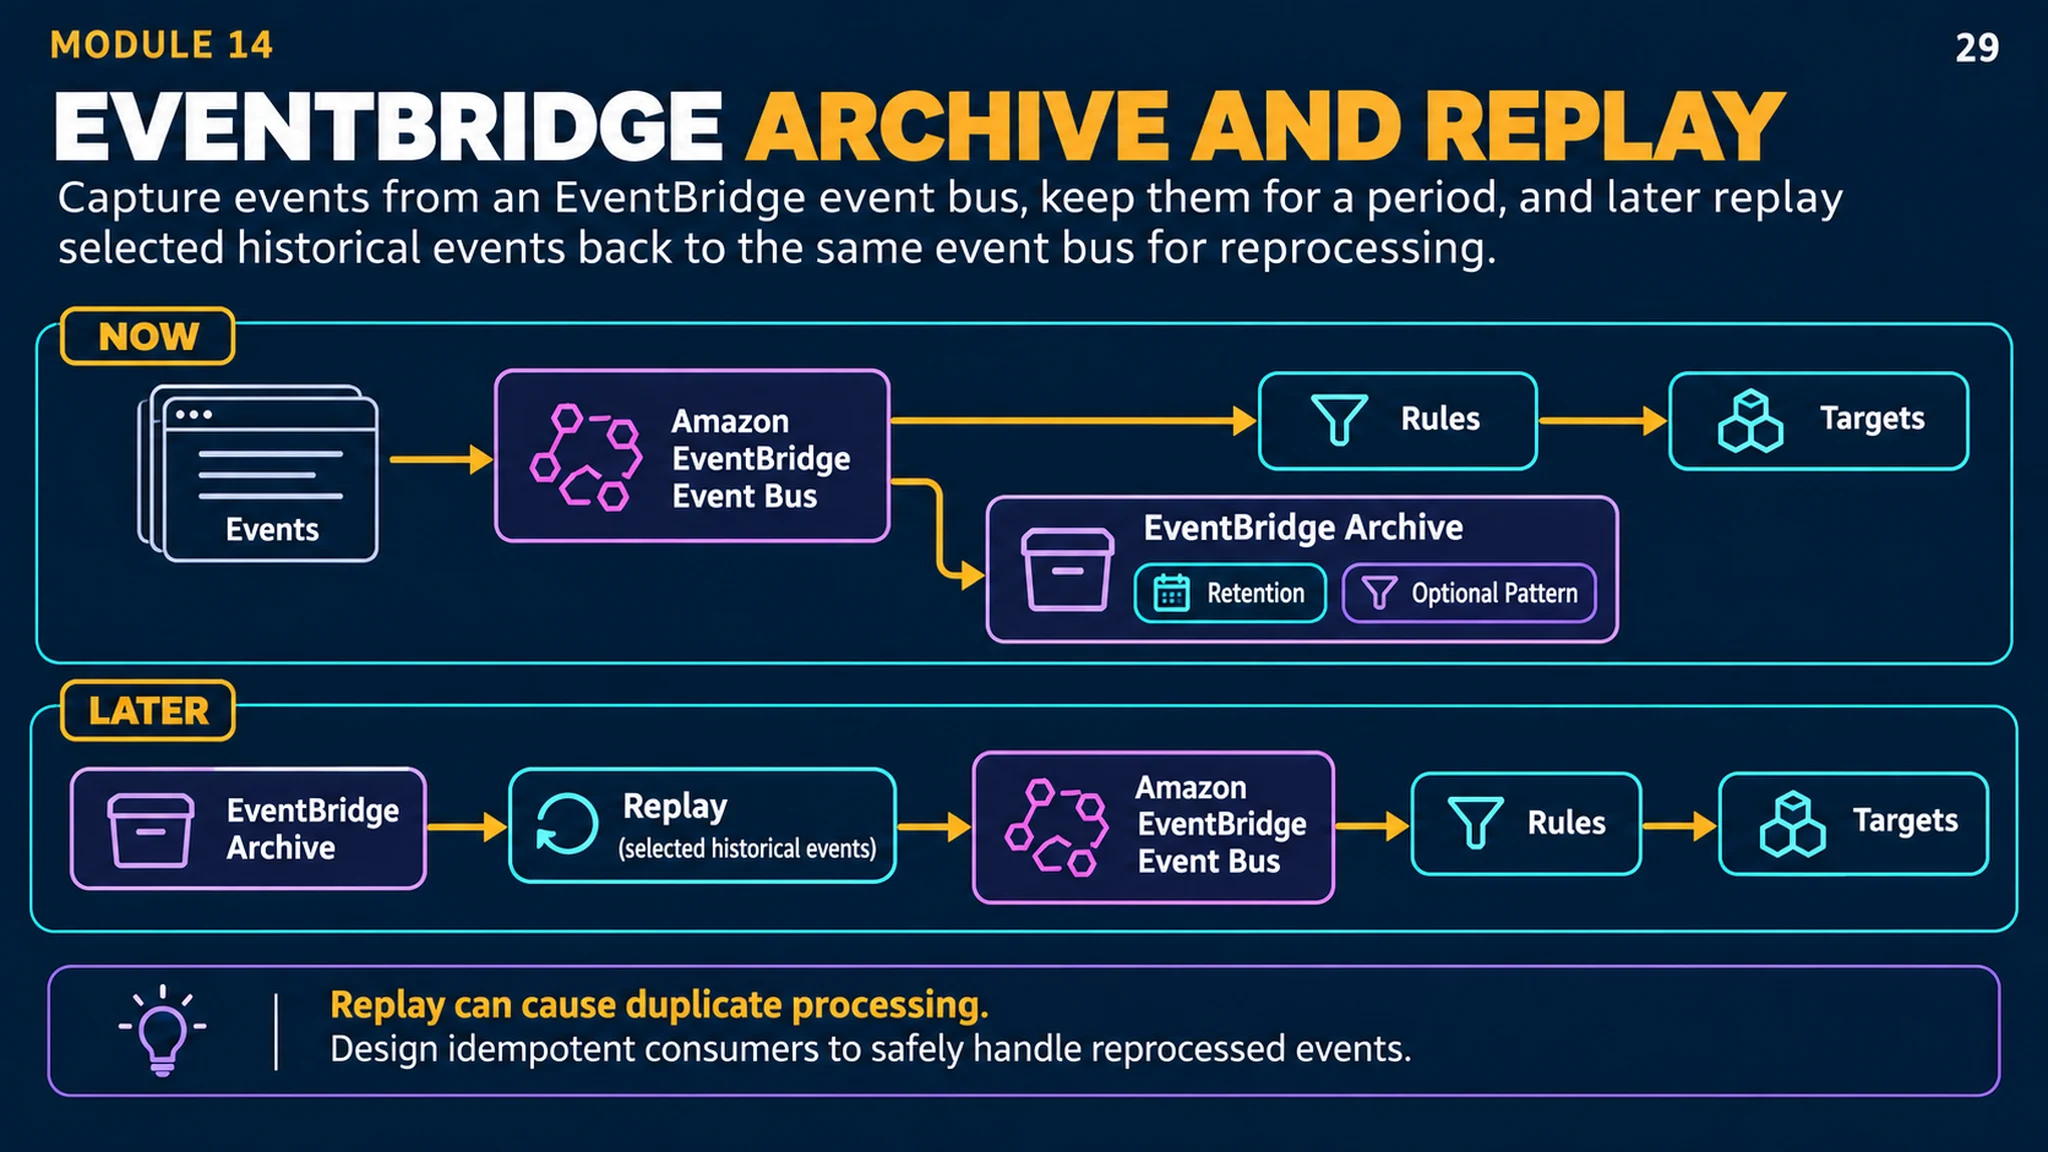 MODULE 14
29
EVENTBRIDGE ARCHIVE AND REPLAY
Capture events from an EventBridge event bus, keep them for a period, and later replay
selected historical events back to the same event bus for reprocessing.
NOW
Events
Amazon
EventBridge
Event Bus
Rules
Targets
EventBridge Archive
Retention
Optional Pattern
LATER
EventBridge
Archive
Replay
(selected historical events)
Amazon
EventBridge
Event Bus
Rules
Targets
Replay can cause duplicate processing.
Design idempotent consumers to safely handle reprocessed events.